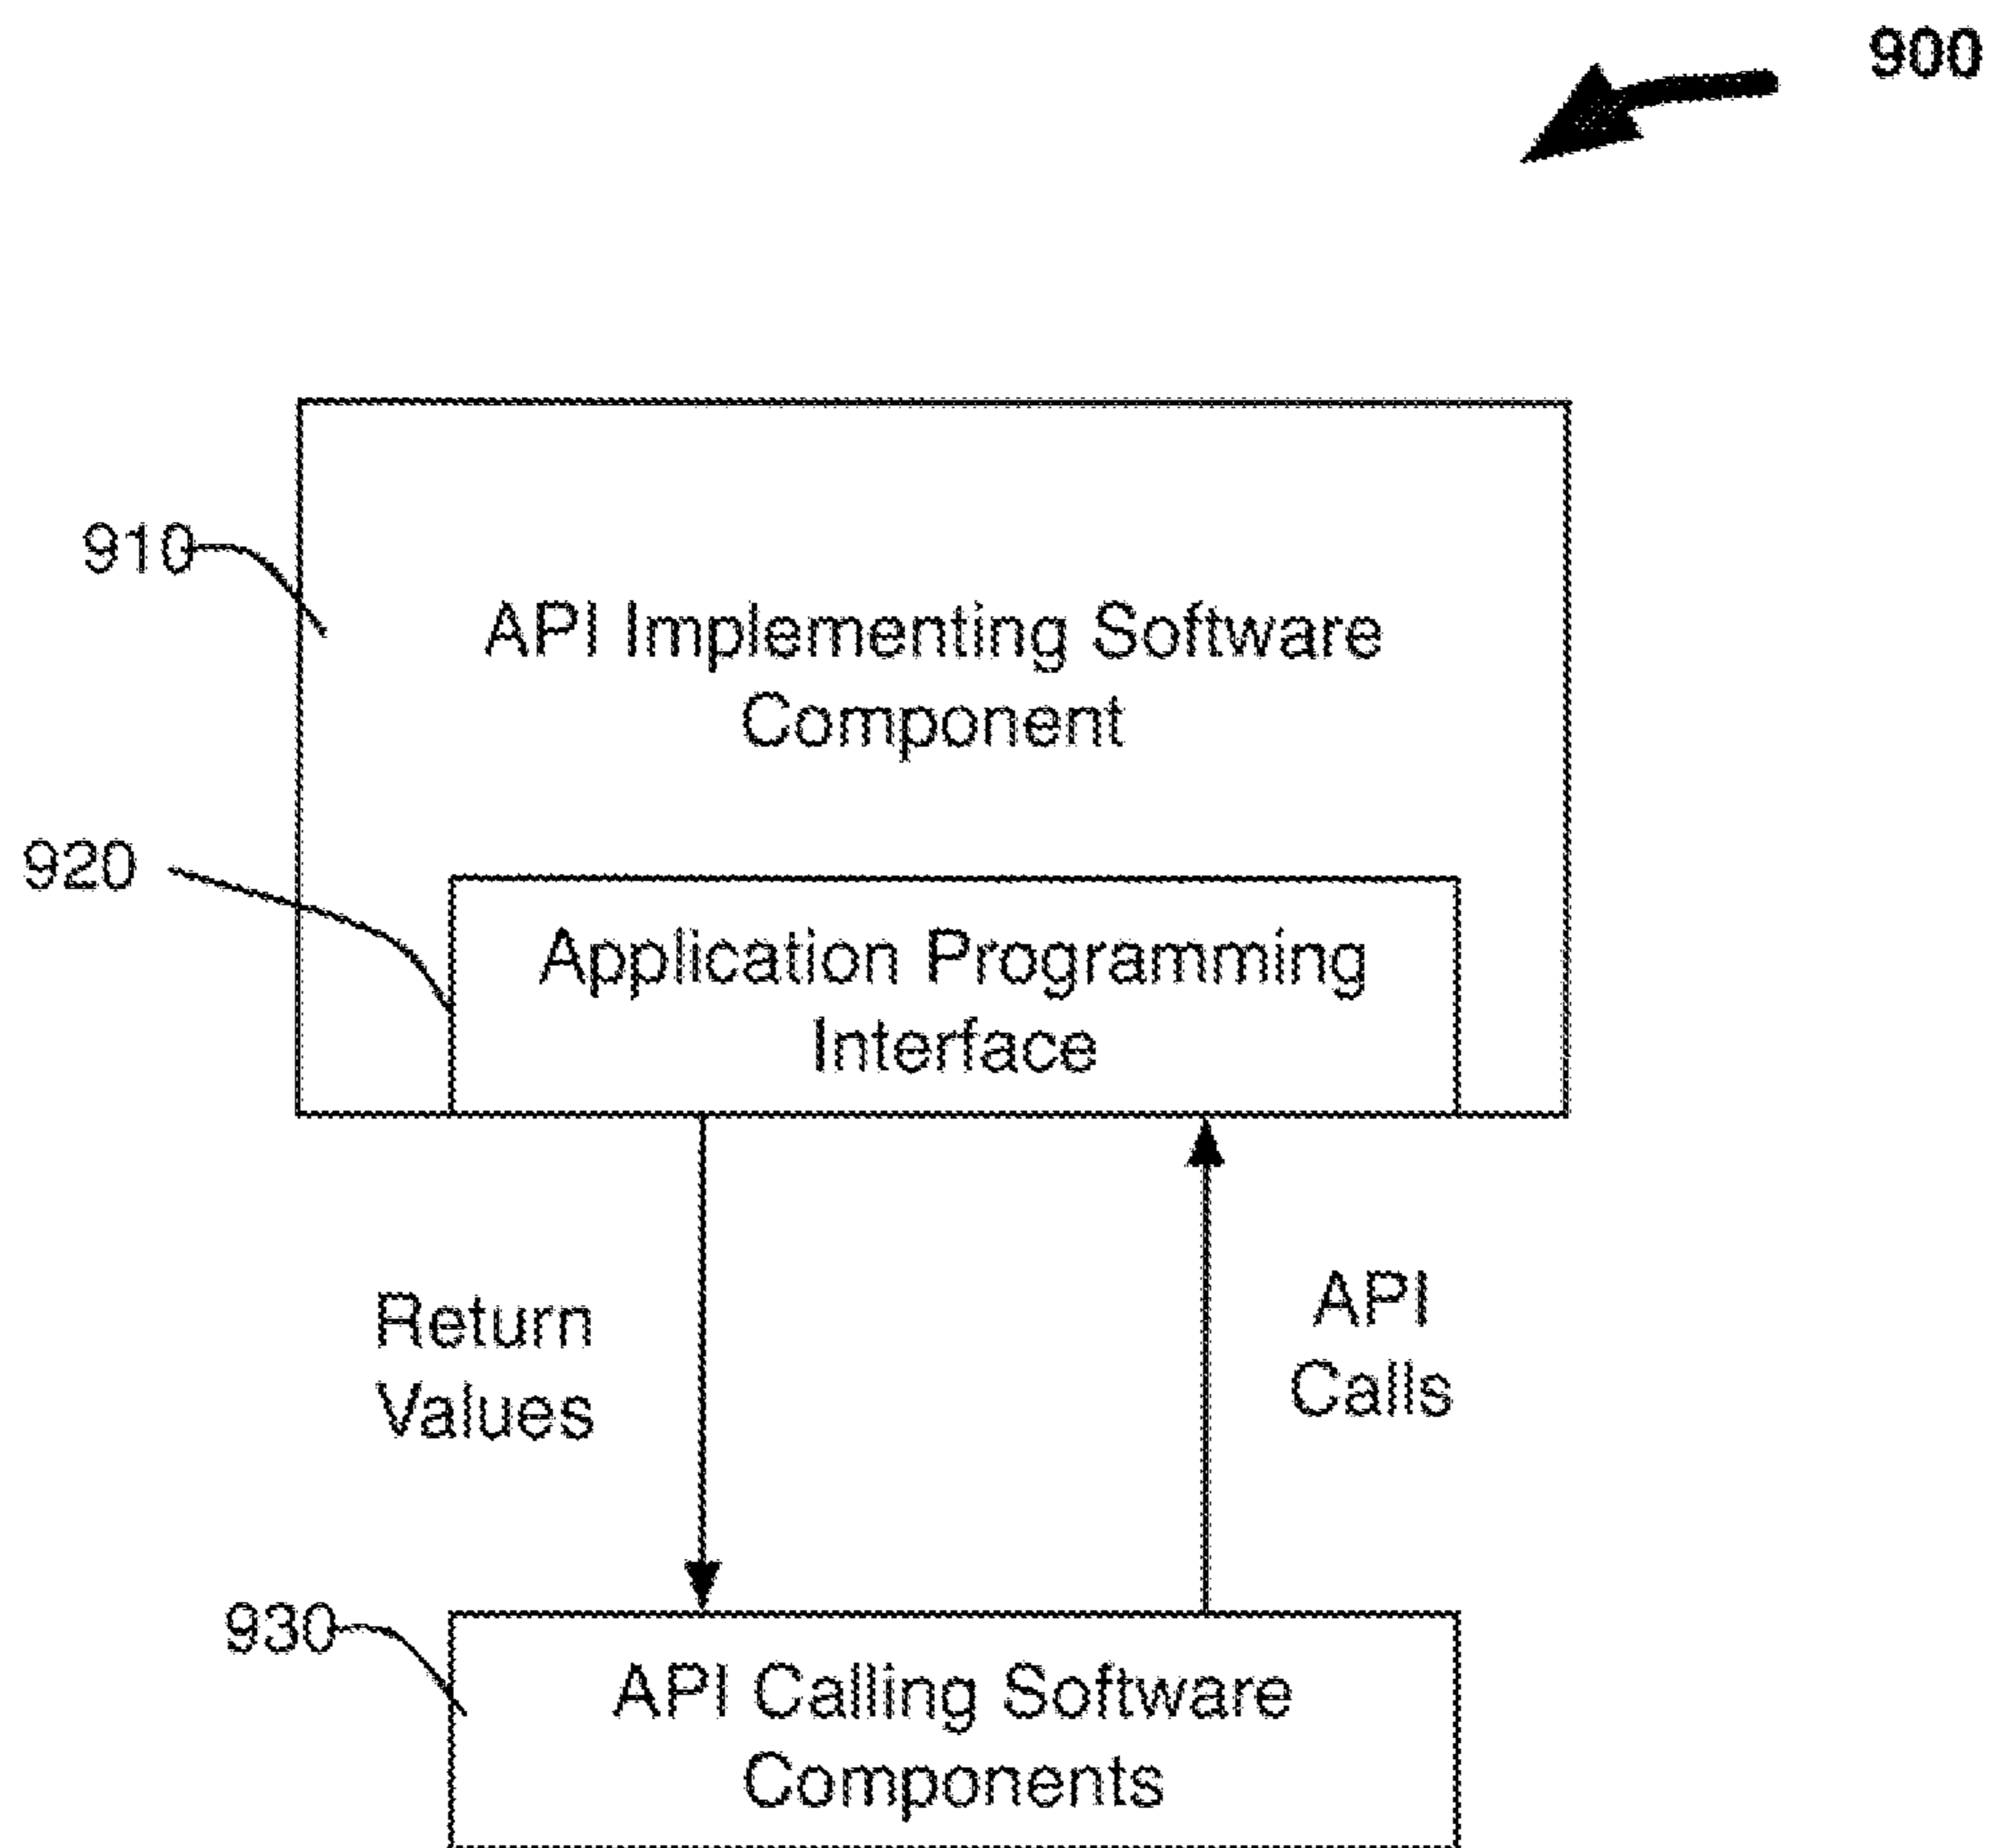 900
910
API Implementing Software
Component
920
Application Programming
Interface
Return
Values
API
Calls
930
API Calling Software
Components